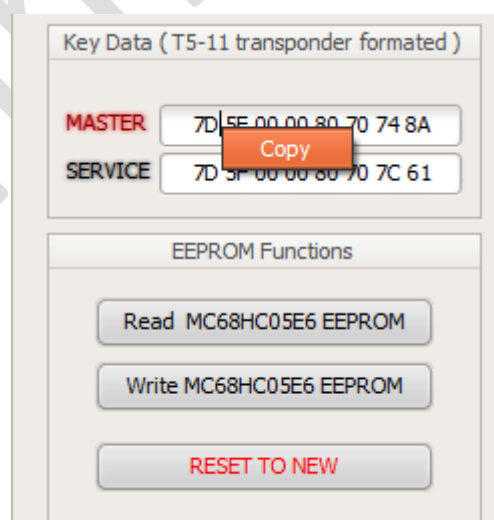 Key Data ( T5-11 transponder formated )
MASTER 7D 5E 00 00 80 70 74 8A
Copy
SERVICE 7D 5F 00 00 80 70 7C 61
EEPROM Functions
Read MC68HC05E6 EEPROM
Write MC68HC05E6 EEPROM
RESET TO NEW